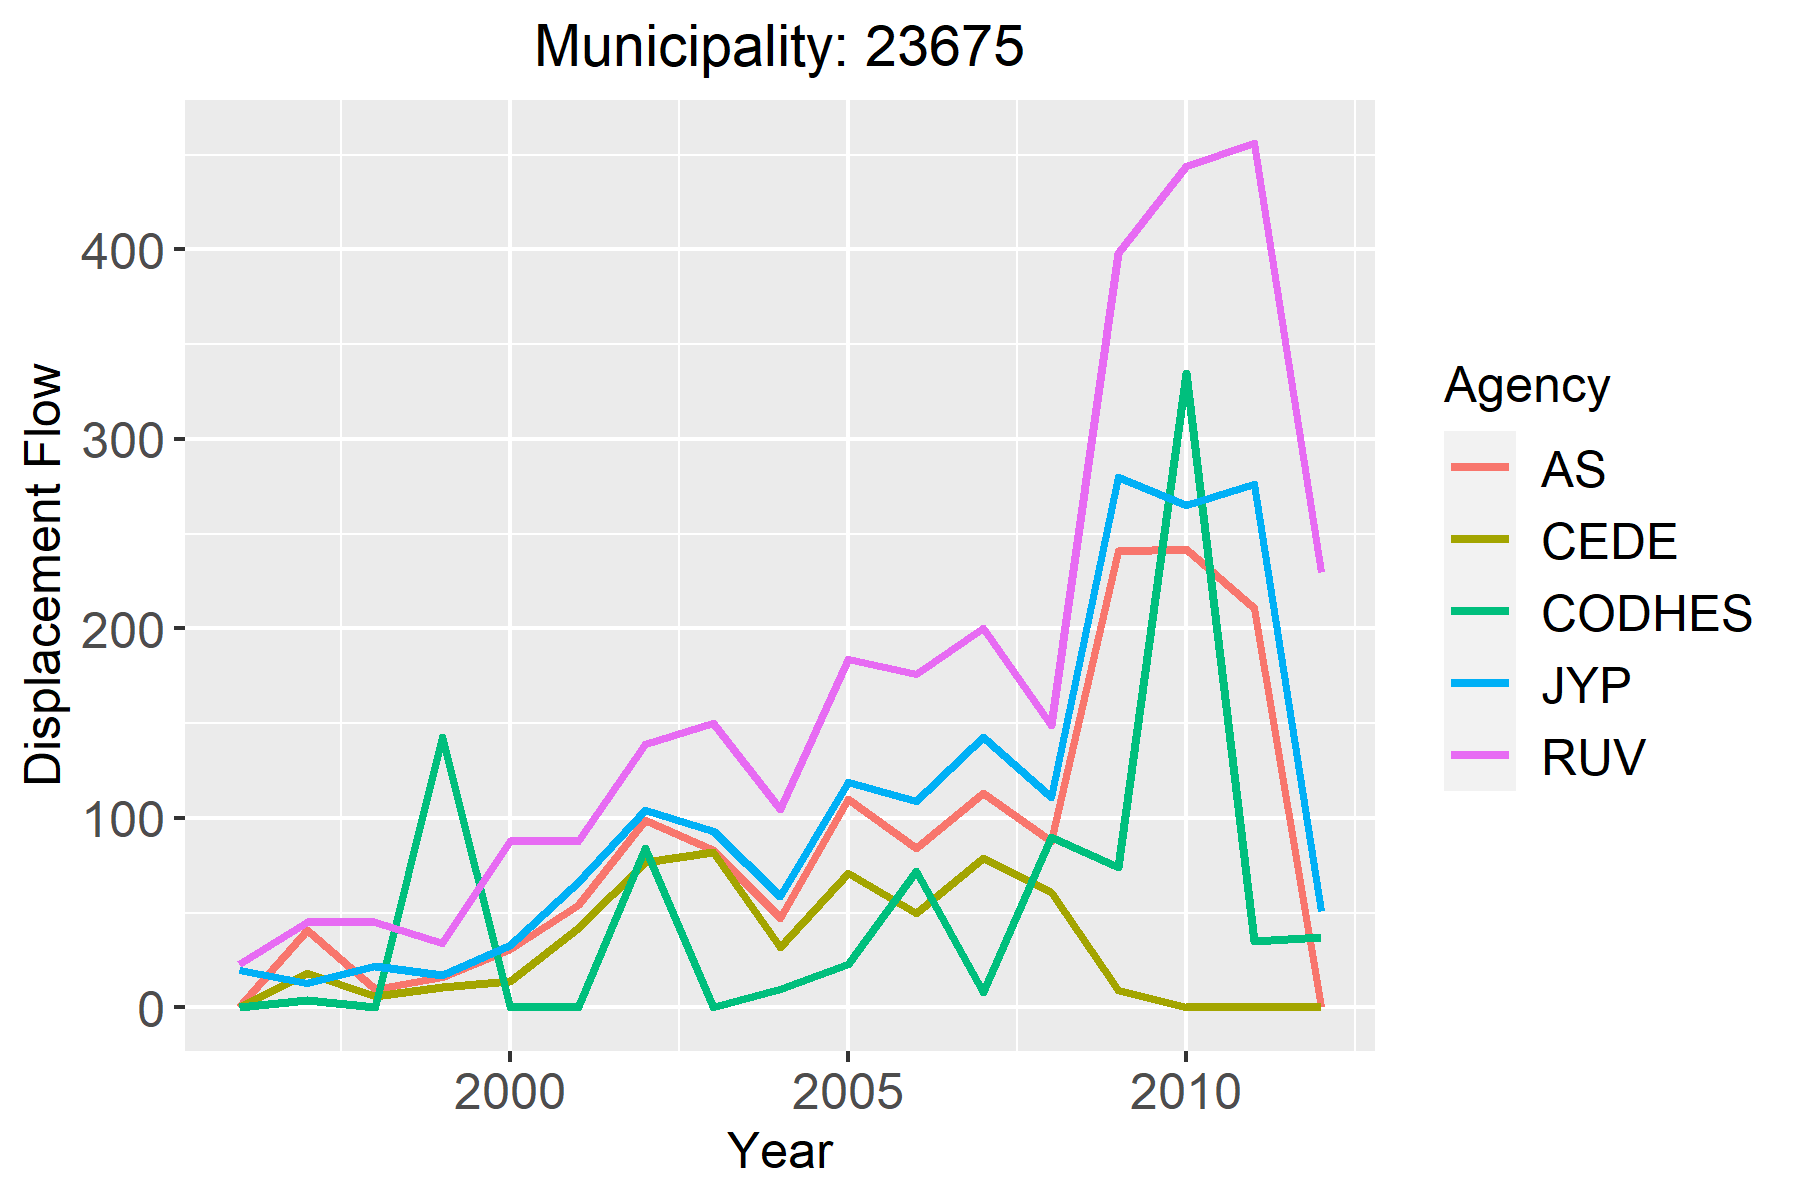 Municipality: 23675
Displacement Flow
400
300
200
100
0
2000 2005 2010
Year
Agency
AS
CEDE
CODHES
JYP
RUV